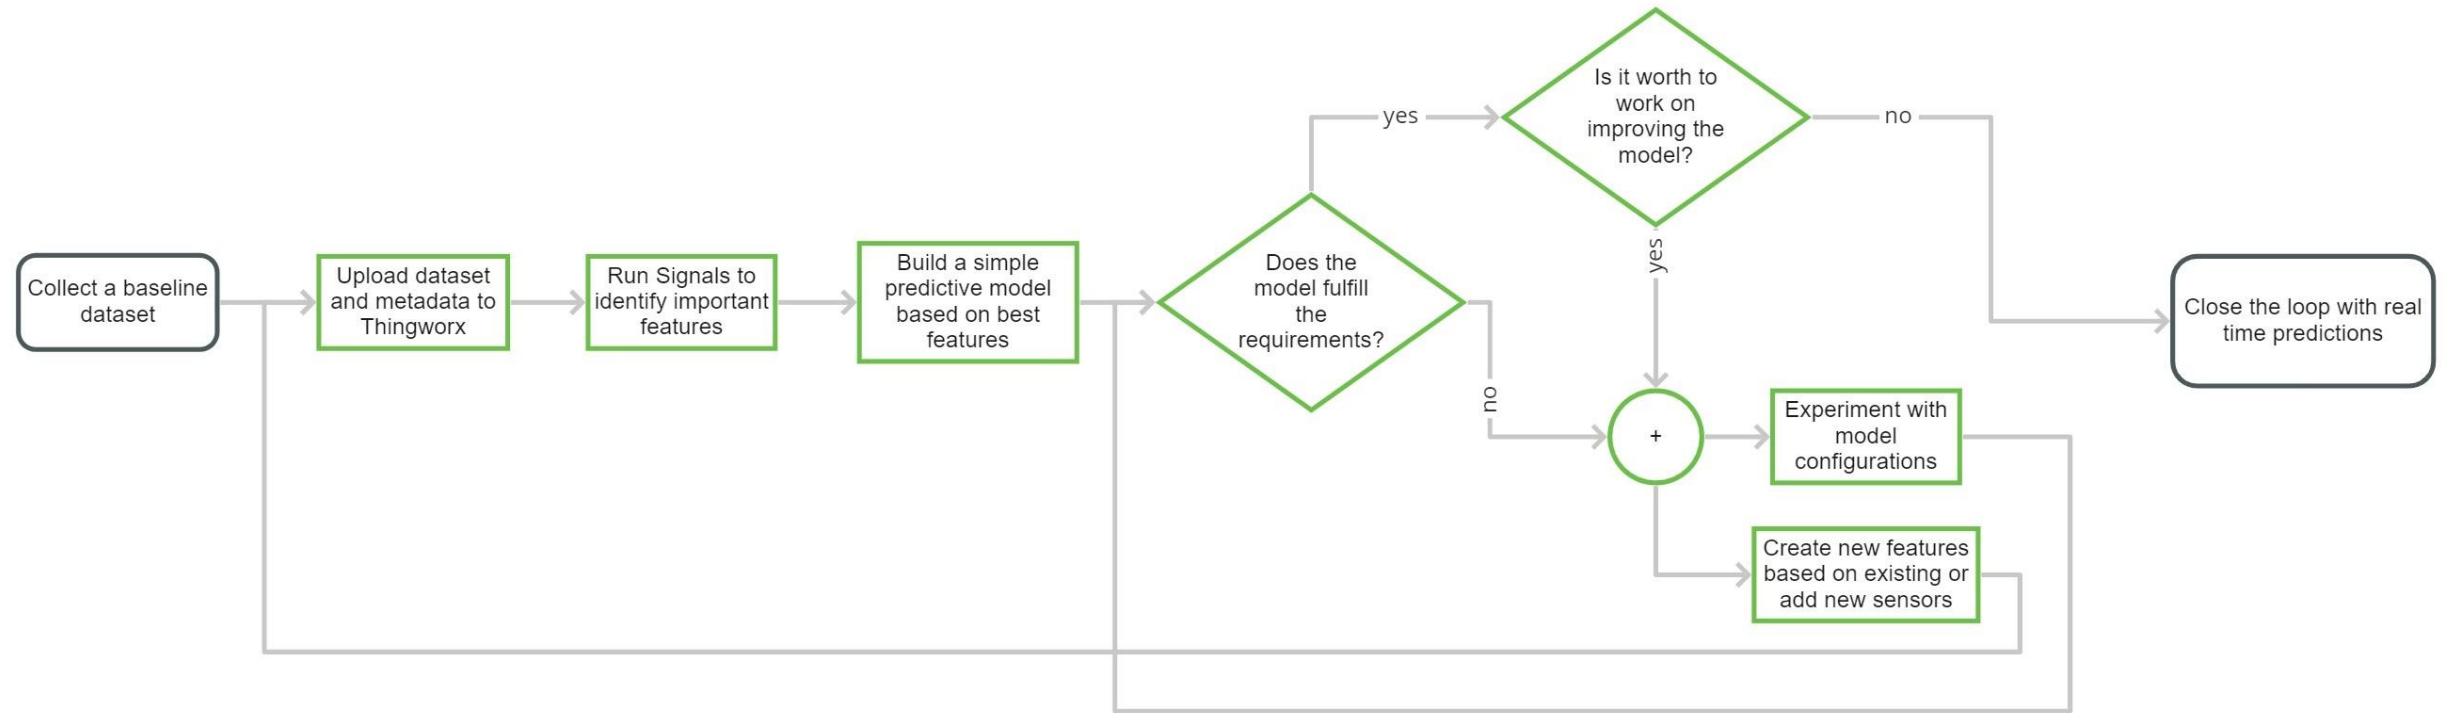 Collect a baseline
dataset
Upload dataset
and metadata to
Thingworx
Run Signals to
identify important
features
Build a simple
predictive model
based on best
features
Does the
model fulfill
the
requirements?
yes
no
Is it worth to
work on
improving the
model?
yes
no
+
Experiment with
model
configurations
Create new features
based on existing or
add new sensors
Close the loop with real
time predictions